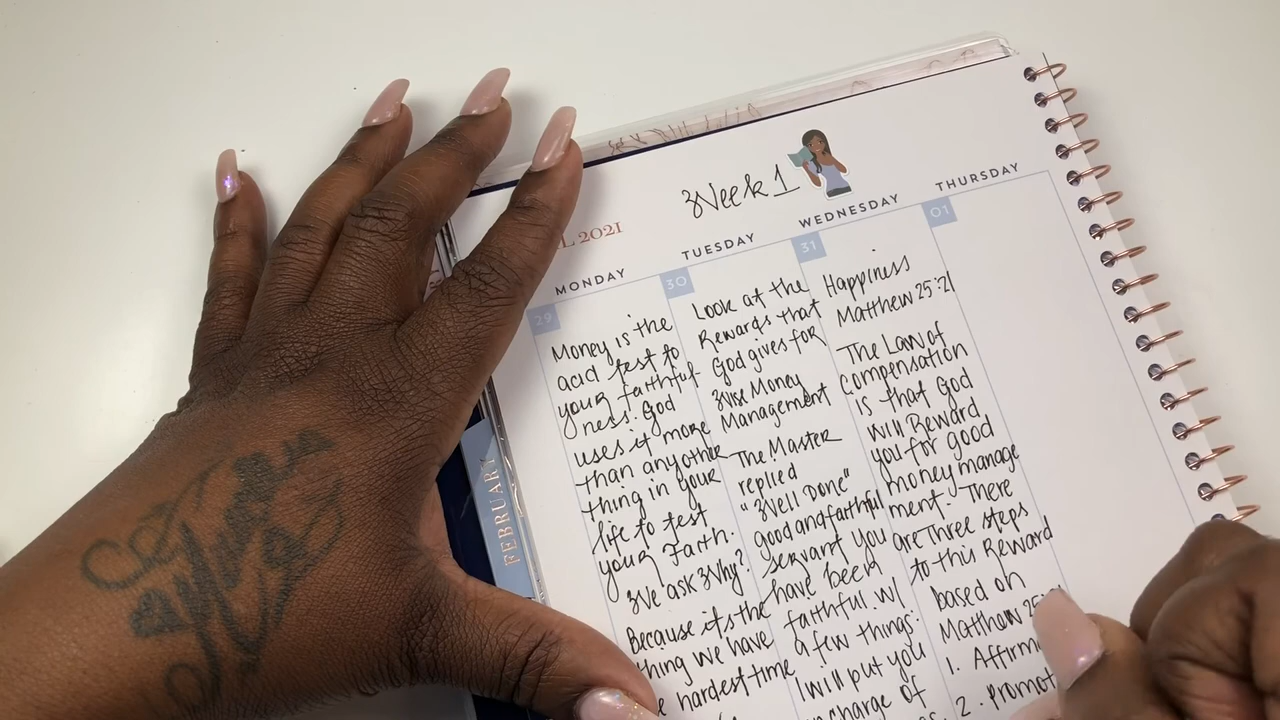 Week 1
L 2021
MONDAY
TUESDAY
WEDNESDAY
THURSDAY
29
Money is the
acid test to
your faithful
ness. God
uses it more
than any other
thing in your
life to test
your Faith.
We ask Why?
Because it's the
thing we have
hardest time
30
Look at the
Rewards that
God gives for
Wise Money
Management
The Master
replied
"Well Done"
good and faithful
servant you
have been
faithful w/
a few things.
I will put you
charge of
31
Happiness
Matthew 25:21
The Law of
compensation
is that God
will Reward
you for good
money manage
ment. There
are Three steps
to this Reward
based on
Matthew
1. Affirm
2. Promot
01
FEBRUARY